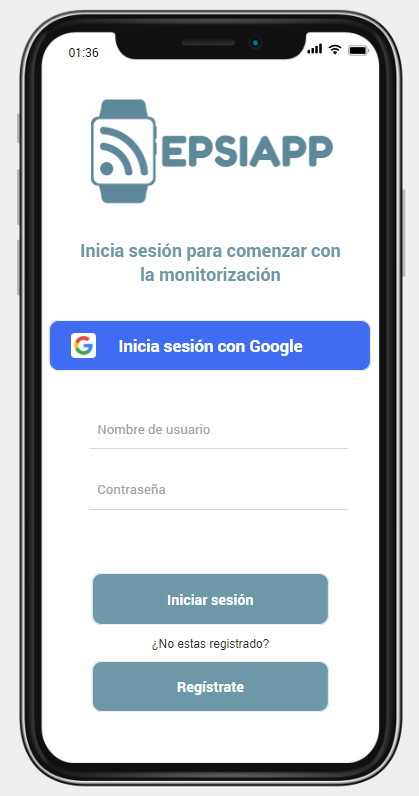 01:36
EPSIAPP
Inicia sesión para comenzar con
la monitorización
Inicia sesión con Google
Nombre de usuario
Contraseña
Iniciar sesión
¿No estas registrado?
Regístrate